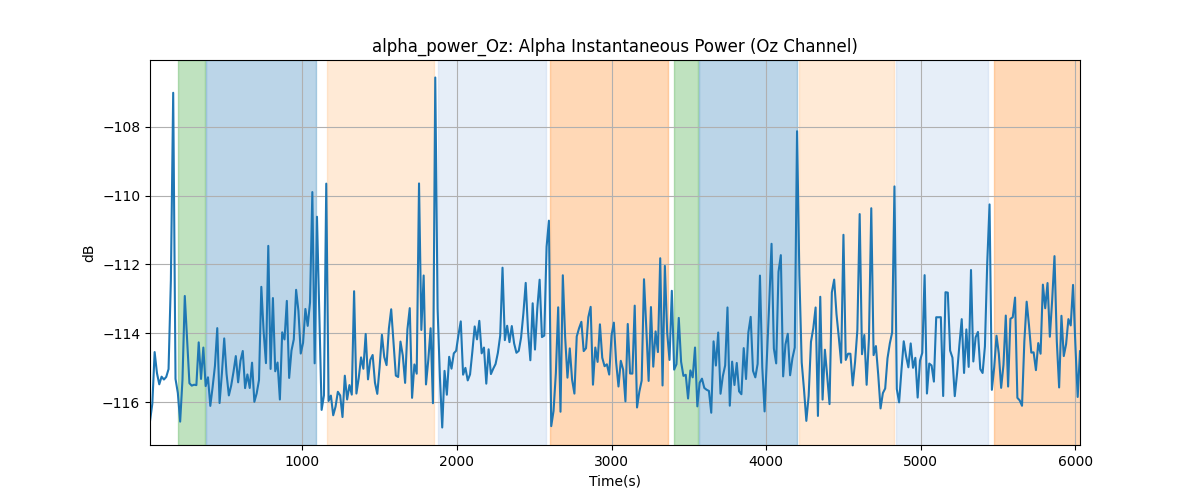 alpha_power_Oz: Alpha Instantaneous Power (Oz Channel)
dB
−108
−110
−112
−114
−116
1000 2000 3000 4000 5000 6000
Time(s)